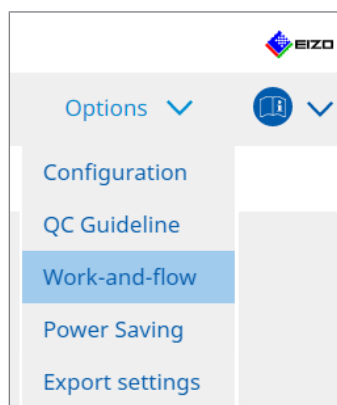 EIZO
Options
Configuration
QC Guideline
Work-and-flow
Power Saving
Export settings